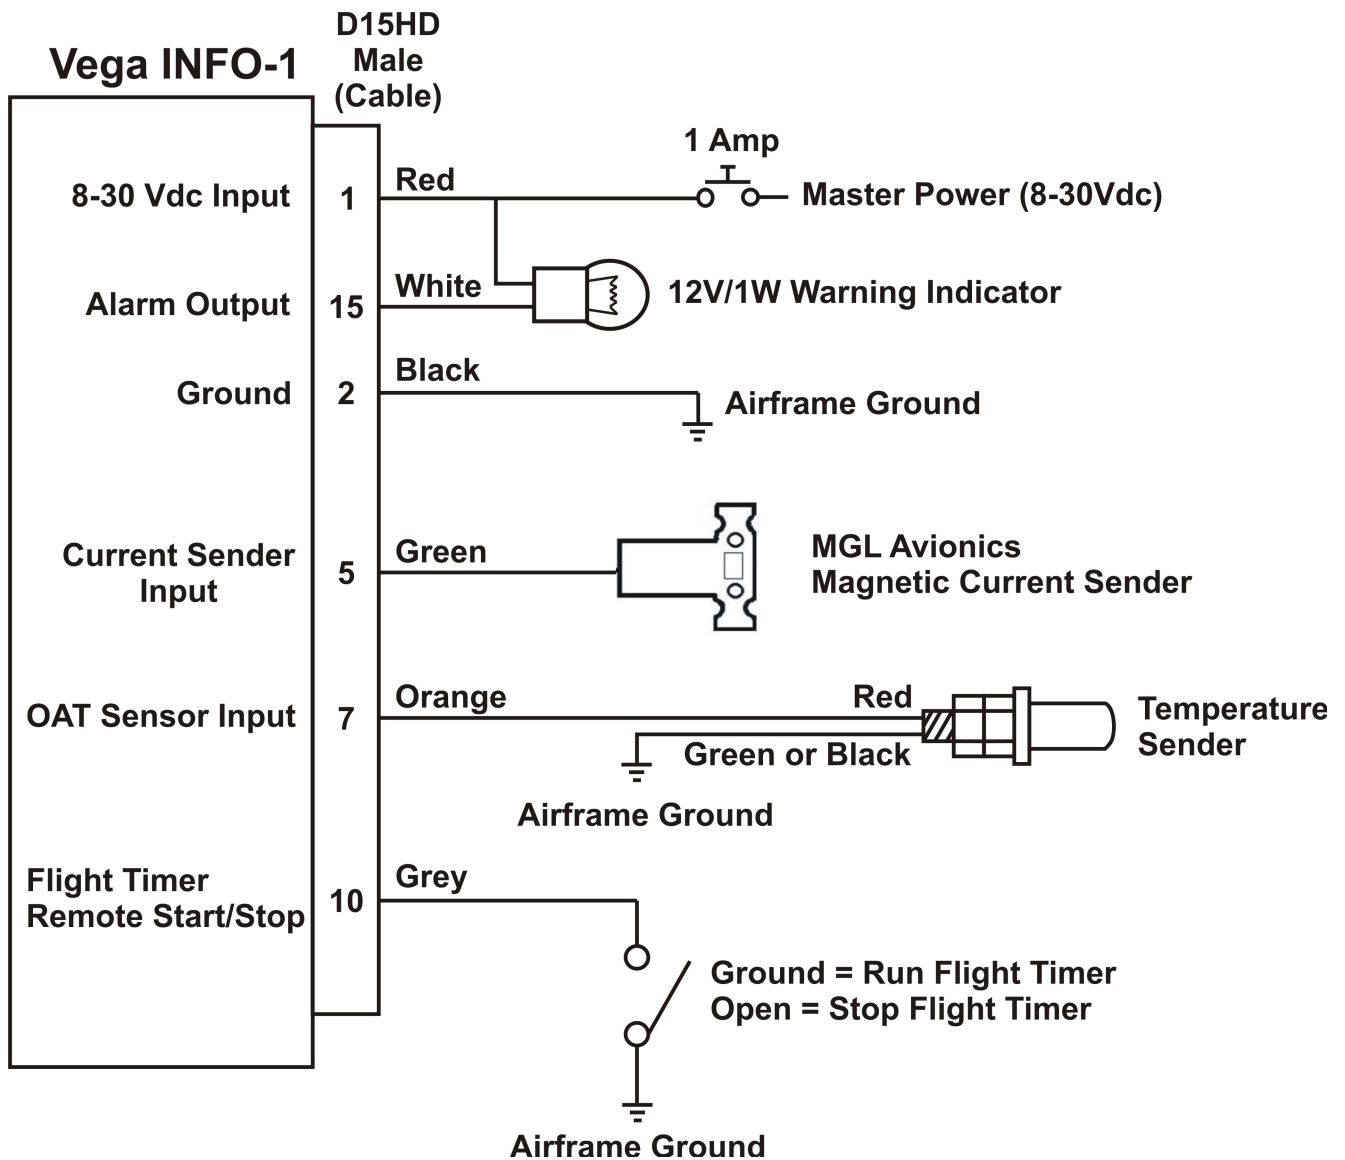 D15HD
Male
(Cable)
Vega INFO-1
1 Amp
8-30 Vdc Input
1
Red
Master Power (8-30Vdc)
Alarm Output
15
White
12V/1W Warning Indicator
Ground
2
Black
Airframe Ground
Current Sender
Input
5
Green
MGL Avionics
Magnetic Current Sender
OAT Sensor Input
7
Orange
Red
Green or Black
Temperature
Sender
Airframe Ground
Flight Timer
Remote Start/Stop
10
Grey
Ground = Run Flight Timer
Open = Stop Flight Timer
Airframe Ground